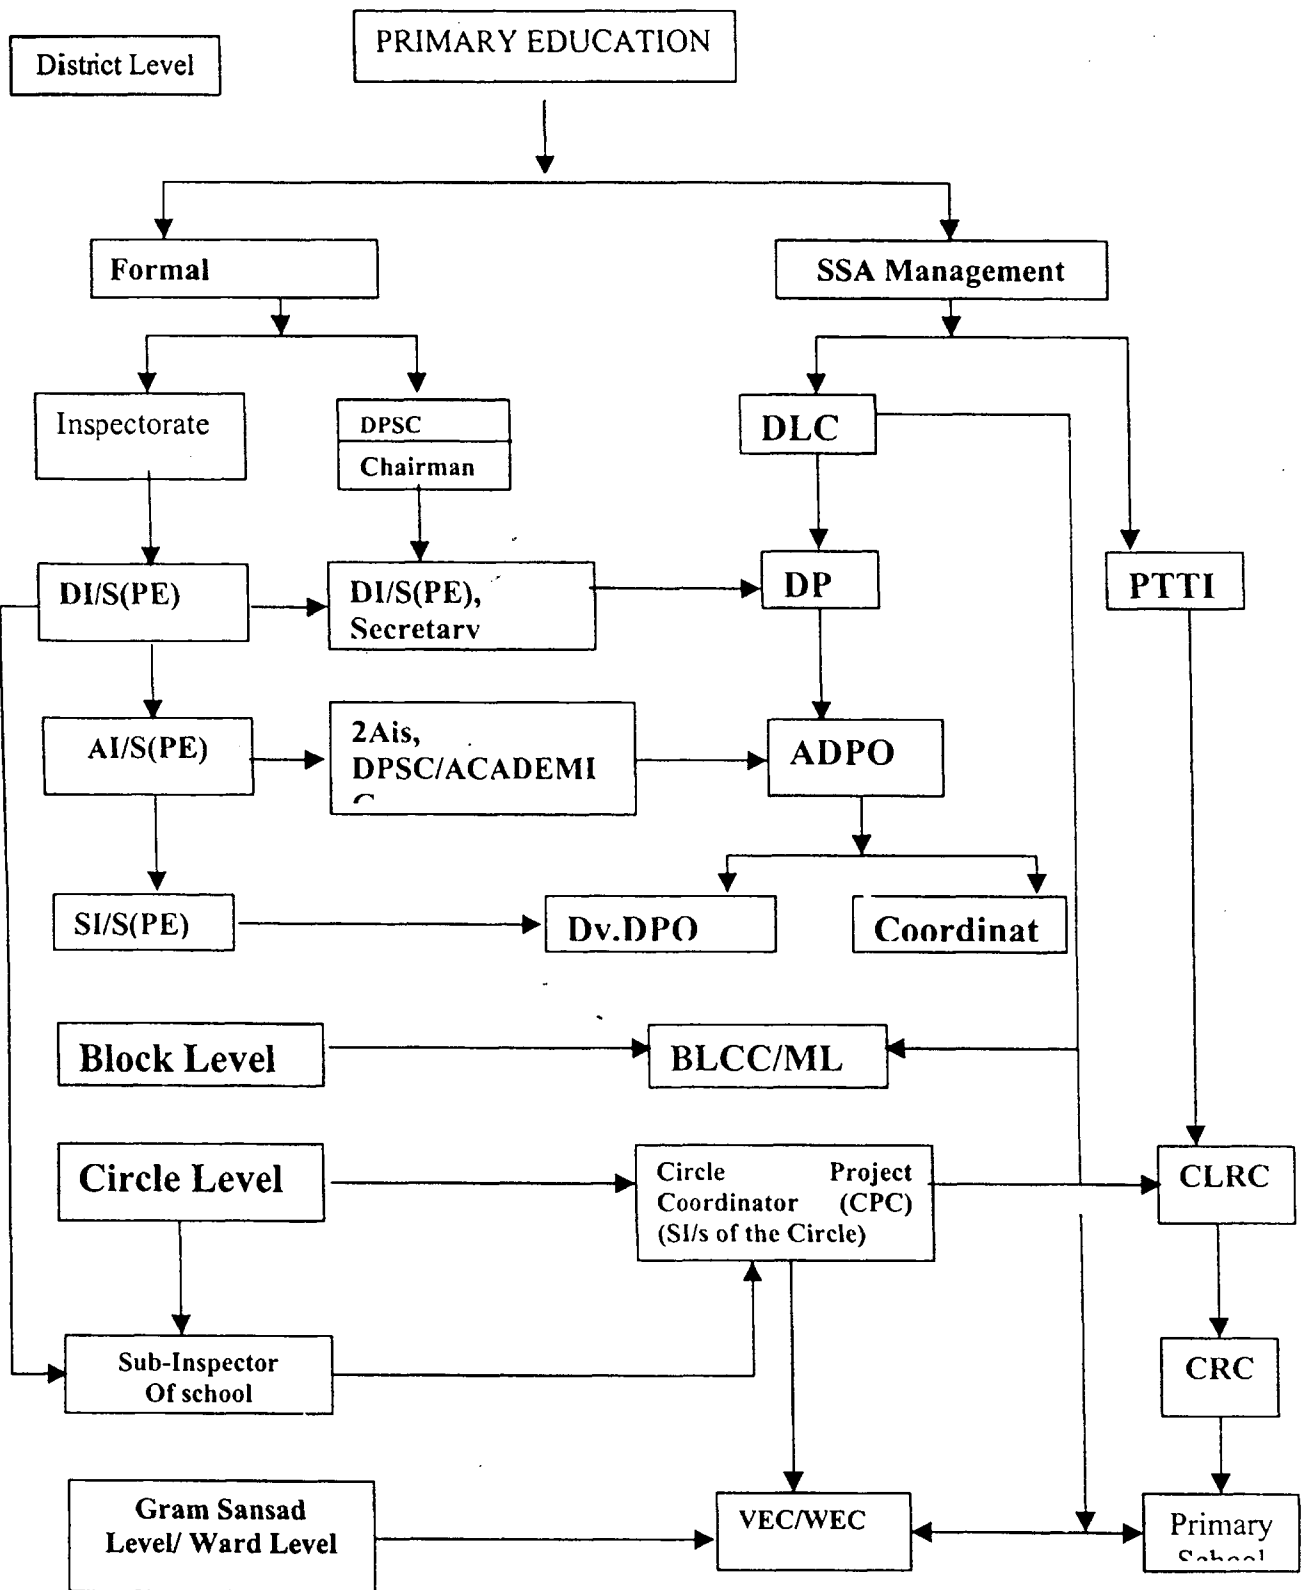 PRIMARY EDUCATION
District Level
Formal
SSA Management
Inspectorate
DPSC
Chairman
DLC
DI/S(PE)
DI/S(PE),
Secretary
DP
PTTI
AI/S(PE)
2Ais,
DPSC/ACADEMI
C
ADPO
SI/S(PE)
Dv.DPO
Coordinat
Block Level
BLCC/ML
Circle Level
Circle Project
Coordinator (CPC)
(SI/s of the Circle)
CLRC
Sub-Inspector
Of school
CRC
Gram Sansad
Level/ Ward Level
VEC/WEC
Primary
School